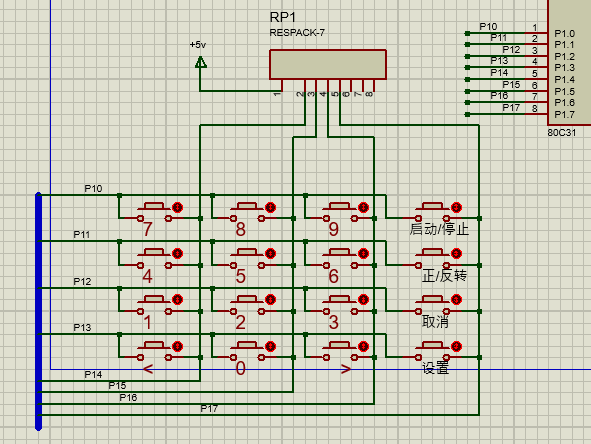 RP1
RESPACK-7
+5v
1
2
3
4
5
6
7
8
P10 1 P1.0
P11 2 P1.1
P12 3 P1.2
P13 4 P1.3
P14 5 P1.4
P15 6 P1.5
P16 7 P1.6
P17 8 P1.7
80C31
P10
7 8 9 启动/停止
P11
4 5 6 正/反转
P12
1 2 3 取消
P13
< 0 > 设置
P14
P15
P16
P17